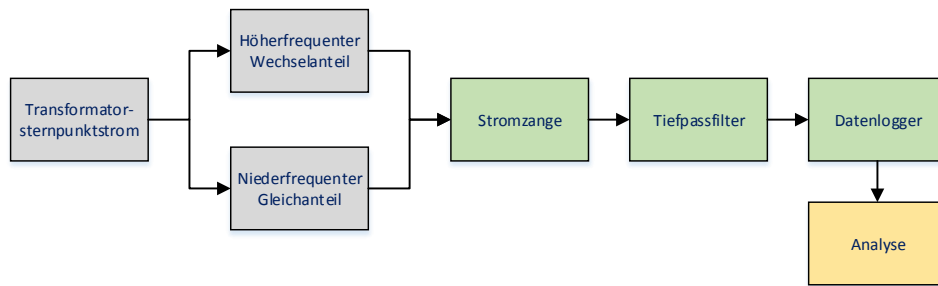 Transformator-
sternpunktstrom
Höherfrequenter
Wechselanteil
Niederfrequenter
Gleichanteil
Stromzange
Tiefpassfilter
Datenlogger
Analyse